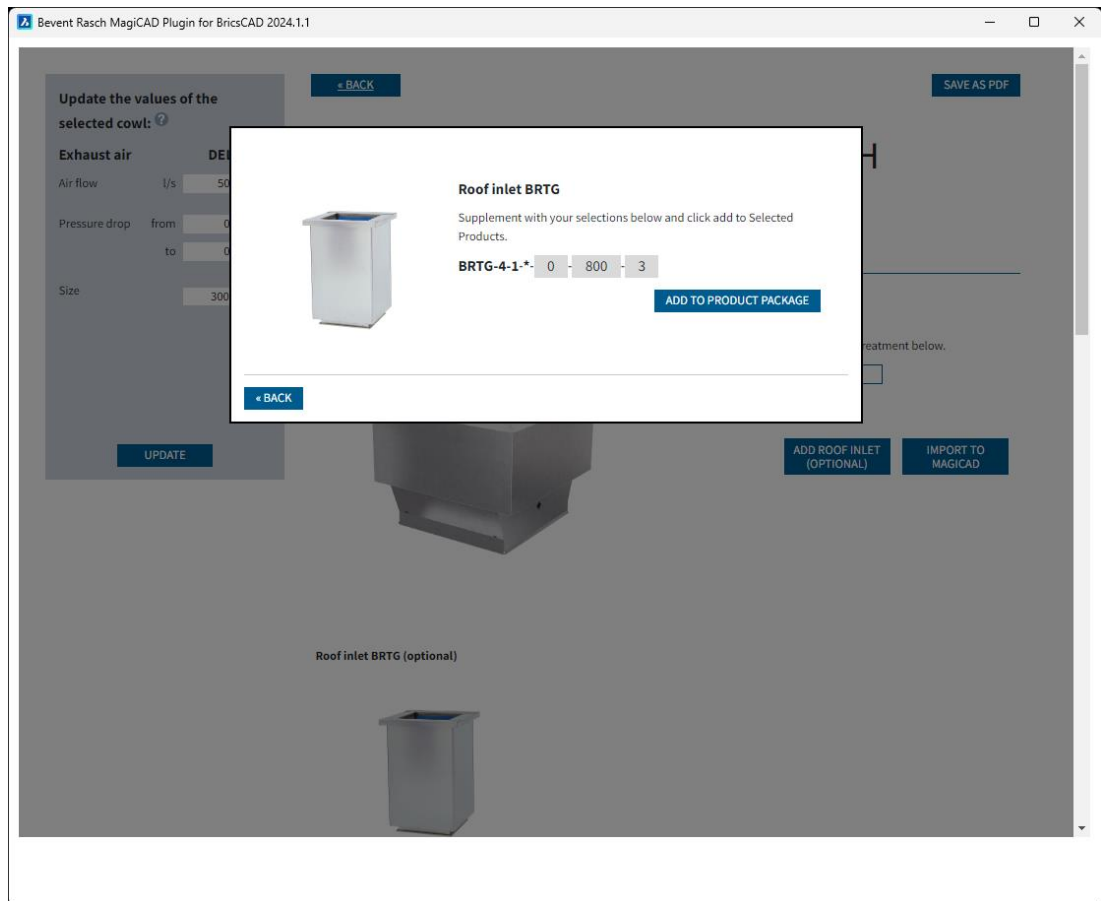 Bevent Rasch MagiCAD Plugin for BricsCAD 2024.1.1
« BACK
SAVE AS PDF
Update the values of the
selected cowl: ?
Exhaust air
Air flow l/s
Pressure drop from
to
Size
UPDATE
H
Roof inlet BRTG
Supplement with your selections below and click add to Selected
Products.
BRTG-4-1-*- 0 - 800 - 3
ADD TO PRODUCT PACKAGE
« BACK
below.
ADD ROOF INLET
(OPTIONAL)
IMPORT TO
MAGICAD
Roof inlet BRTG (optional)